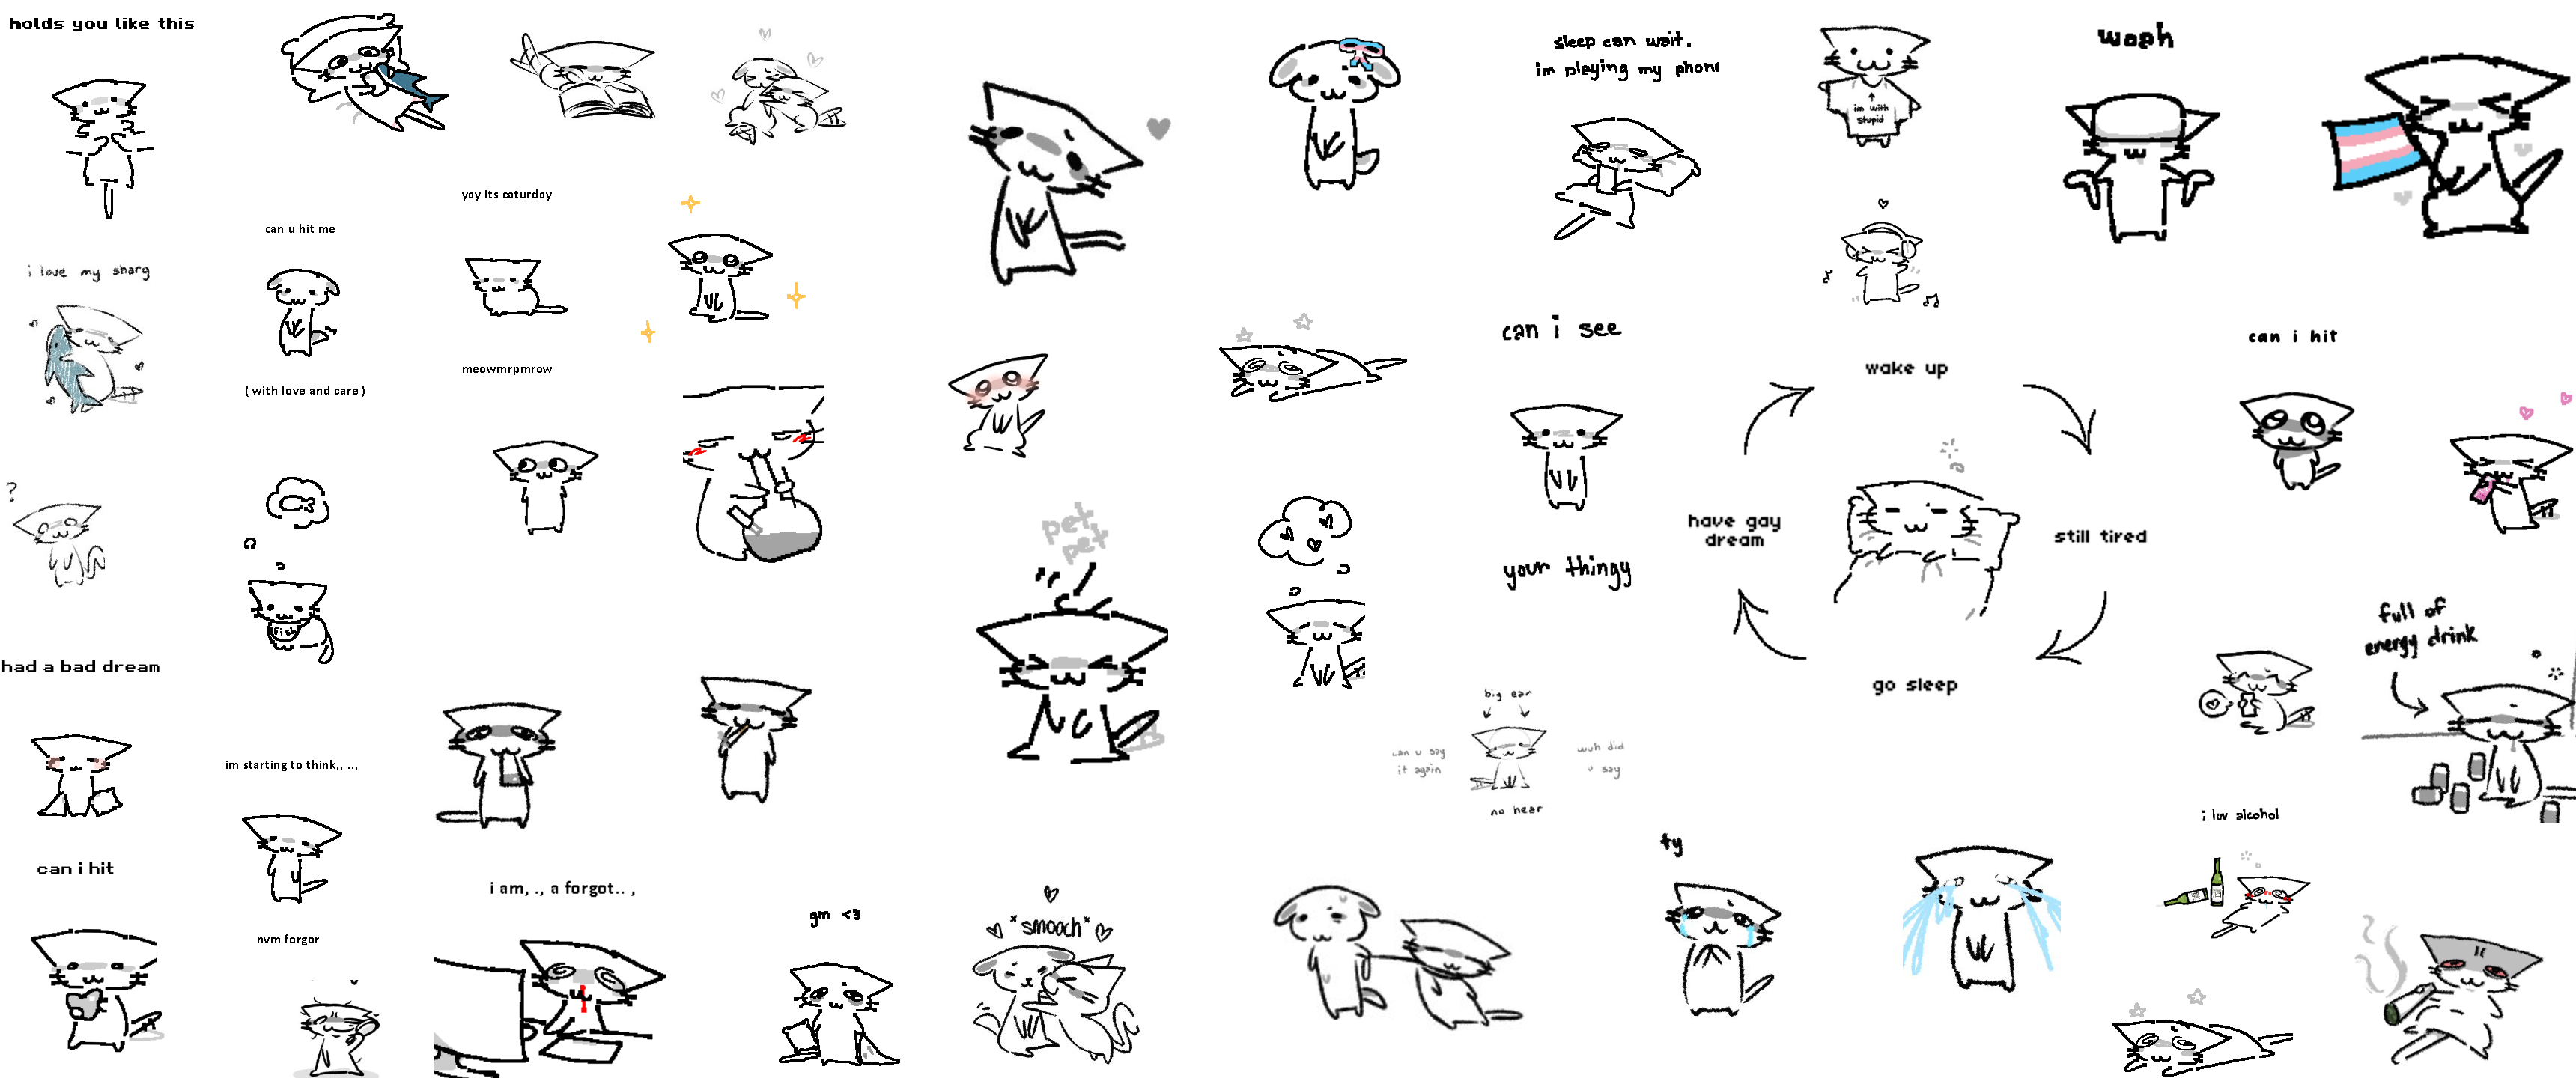 holds you like this
sleep can wait.
im playing my phone
im with
stupid
woah
yay its caturday
can u hit me
i love my sharg
can i see
can i hit
wake up
meowmrpmrow
( with love and care )
?
pet
pet
have gay
dream
still tired
your thingy
full of
energy drink
fish
had a bad dream
go sleep
big ear
can u say
it again
wuh did
u say
no hear
im starting to think,, ..,
i luv alcohol
ty
can i hit
i am, ., a forgot.. ,
gm <3
*smooch*
nvm forgor